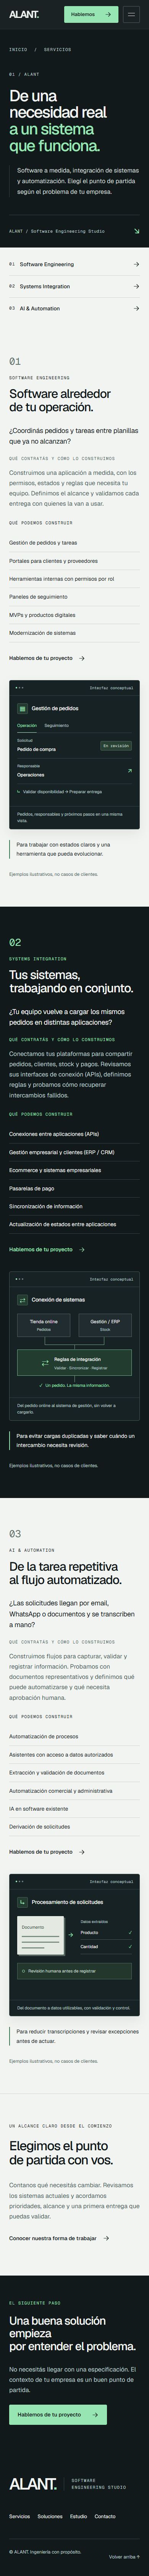 ALANT.
Hablemos
INICIO / SERVICIOS
01 / ALANT
De una
necesidad real
a un sistema
que funciona.
Software a medida, integración de sistemas
y automatización. Elegí el punto de partida
según el problema de tu empresa.
ALANT / Software Engineering Studio
01 Software Engineering
02 Systems Integration
03 AI & Automation
01
SOFTWARE ENGINEERING
Software alrededor
de tu operación.
¿Coordinás pedidos y tareas entre planillas
que ya no alcanzan?
QUÉ CONTRATÁS Y CÓMO LO CONSTRUIMOS
Construimos una aplicación a medida, con los
permisos, estados y reglas que necesita tu
equipo. Definimos el alcance y validamos cada
entrega con quienes la van a usar.
QUÉ PODEMOS CONSTRUIR
Gestión de pedidos y tareas
Portales para clientes y proveedores
Herramientas internas con permisos por rol
Paneles de seguimiento
MVPs y productos digitales
Modernización de sistemas
Hablemos de tu proyecto
Interfaz conceptual
Gestión de pedidos
Operación Seguimiento
Solicitud
Pedido de compra
En revisión
Responsable
Operaciones
Validar disponibilidad → Preparar entrega
Pedidos, responsables y próximos pasos en una misma
vista.
Para trabajar con estados claros y una
herramienta que pueda evolucionar.
Ejemplos ilustrativos, no casos de clientes.
02
SYSTEMS INTEGRATION
Tus sistemas,
trabajando en conjunto.
¿Tu equipo vuelve a cargar los mismos
pedidos en distintas aplicaciones?
QUÉ CONTRATÁS Y CÓMO LO CONSTRUIMOS
Conectamos tus plataformas para compartir
pedidos, clientes, stock y pagos. Revisamos
sus interfaces de conexión (APIs), definimos
reglas y probamos cómo recuperar
intercambios fallidos.
QUÉ PODEMOS CONSTRUIR
Conexiones entre aplicaciones (APIs)
Gestión empresarial y clientes (ERP / CRM)
Ecommerce y sistemas empresariales
Pasarelas de pago
Sincronización de información
Actualización de estados entre aplicaciones
Hablemos de tu proyecto
Interfaz conceptual
Conexión de sistemas
Tienda online
Pedidos
Gestión / ERP
Stock
Reglas de integración
Validar · Sincronizar · Registrar
✓ Un pedido. La misma información.
Del pedido online al sistema de gestión, sin volver a
cargarlo.
Para evitar cargas duplicadas y saber cuándo un
intercambio necesita revisión.
Ejemplos ilustrativos, no casos de clientes.
03
AI & AUTOMATION
De la tarea repetitiva
al flujo automatizado.
¿Las solicitudes llegan por email,
WhatsApp o documentos y se transcriben
a mano?
QUÉ CONTRATÁS Y CÓMO LO CONSTRUIMOS
Construimos flujos para capturar, validar y
registrar información. Probamos con
documentos representativos y definimos qué
puede automatizarse y qué necesita
aprobación humana.
QUÉ PODEMOS CONSTRUIR
Automatización de procesos
Asistentes con acceso a datos autorizados
Extracción y validación de documentos
Automatización comercial y administrativa
IA en software existente
Derivación de solicitudes
Hablemos de tu proyecto
Interfaz conceptual
Procesamiento de solicitudes
Documentos
Datos extraídos
Producto ✓
Cantidad ✓
Revisión humana antes de registrar
Del documento a datos utilizables, con validación y control.
Para reducir transcripciones y revisar excepciones
antes de actuar.
Ejemplos ilustrativos, no casos de clientes.
UN ALCANCE CLARO DESDE EL COMIENZO
Elegimos el punto
de partida con vos.
Contanos qué necesitás cambiar. Revisamos
los sistemas actuales y acordamos
prioridades, alcance y una primera entrega que
puedas validar.
Conocer nuestra forma de trabajar
EL SIGUIENTE PASO
Una buena solución
empieza
por entender el problema.
No necesitás llegar con una especificación. El
contexto de tu empresa es un buen punto de
partida.
Hablemos de tu proyecto
ALANT.
SOFTWARE
ENGINEERING STUDIO
Servicios Soluciones Estudio Contacto
© ALANT. Ingeniería con propósito.
Volver arriba ↑